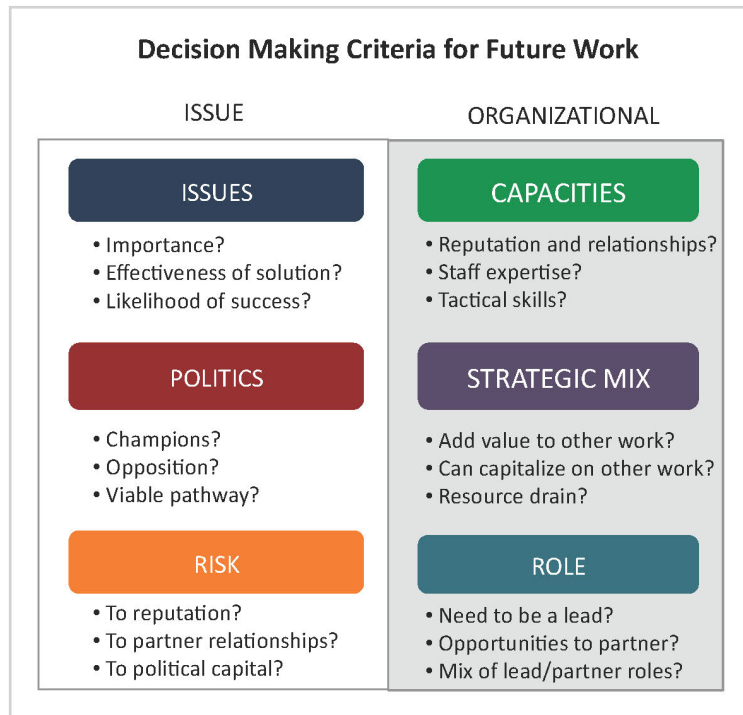 Decision Making Criteria for Future Work
ISSUE
ISSUES
• Importance?
• Effectiveness of solution?
• Likelihood of success?
POLITICS
• Champions?
• Opposition?
• Viable pathway?
RISK
• To reputation?
• To partner relationships?
• To political capital?
ORGANIZATIONAL
CAPACITIES
• Reputation and relationships?
• Staff expertise?
• Tactical skills?
STRATEGIC MIX
• Add value to other work?
• Can capitalize on other work?
• Resource drain?
ROLE
• Need to be a lead?
• Opportunities to partner?
• Mix of lead/partner roles?